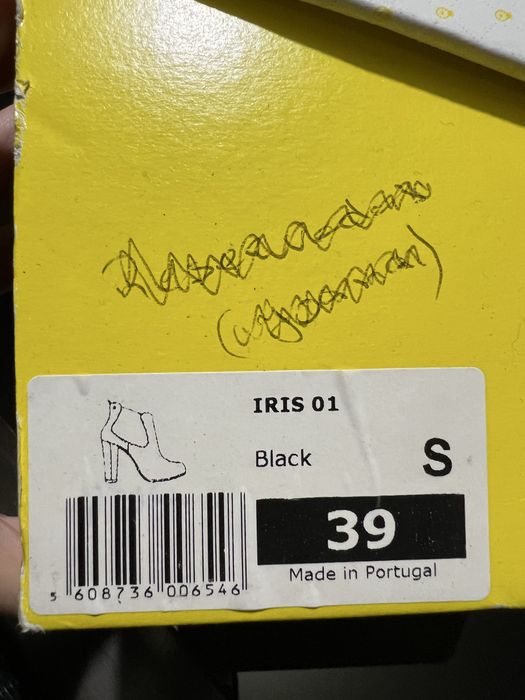 IRIS 01
Black
S
39
Made in Portugal
5 608736 006546